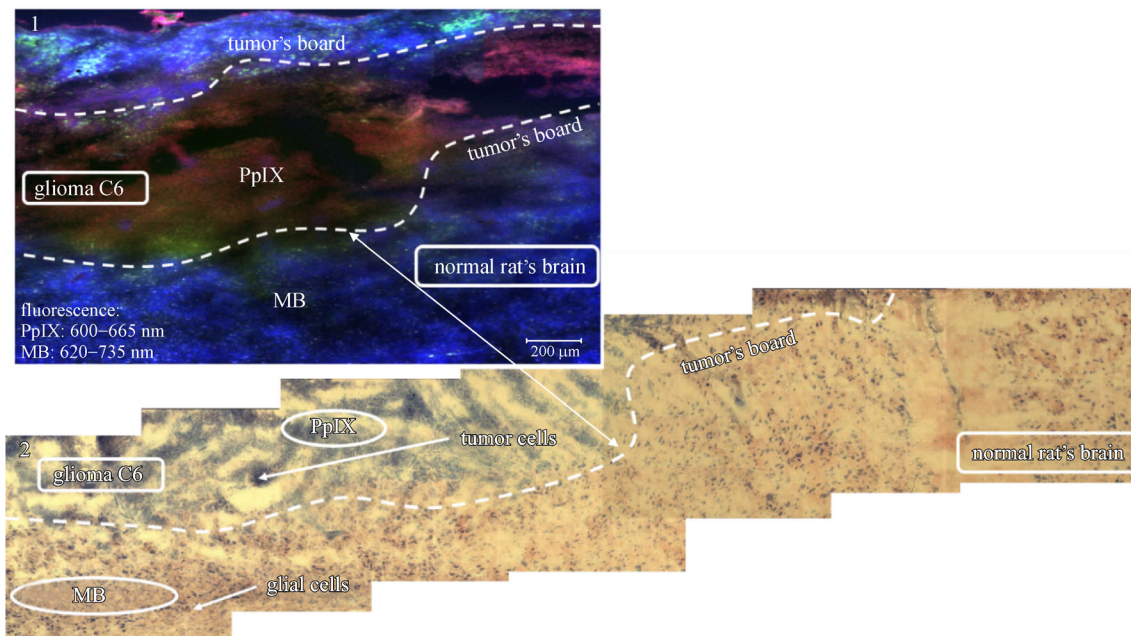 1
tumor's board
tumor's board
PpIX
glioma C6
normal rat's brain
MB
fluorescence:
PpIX: 600–665 nm
MB: 620–735 nm
200 μm
tumor's board
PpIX
2
tumor cells
glioma C6
normal rat's brain
glial cells
MB